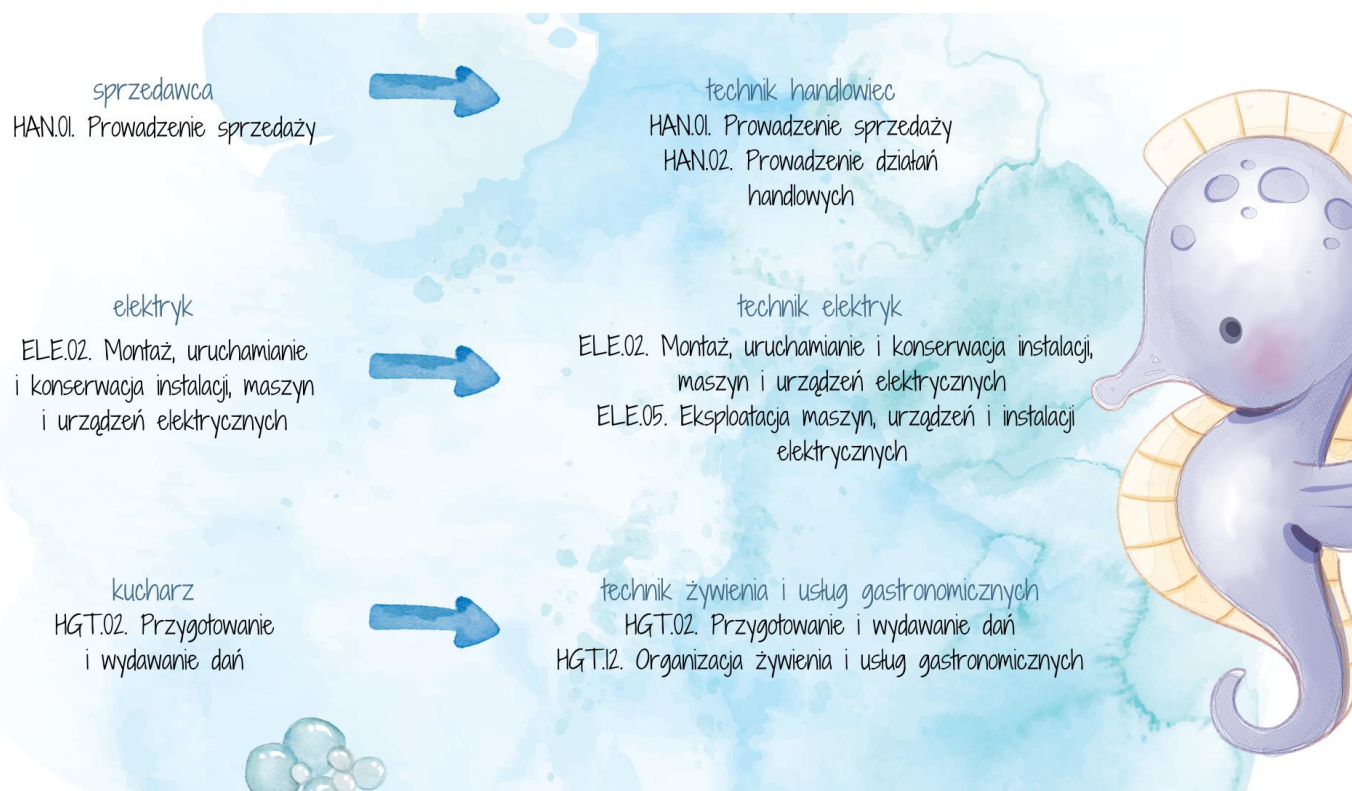 sprzedawca
HAN.01. Prowadzenie sprzedaży
technik handlowiec
HAN.01. Prowadzenie sprzedaży
HAN.02. Prowadzenie działań
handlowych
elektryk
ELE.02. Montaż, uruchamianie
i konserwacja instalacji, maszyn
i urządzeń elektrycznych
technik elektryk
ELE.02. Montaż, uruchamianie i konserwacja instalacji,
maszyn i urządzeń elektrycznych
ELE.05. Eksploatacja maszyn, urządzeń i instalacji
elektrycznych
kucharz
HGT.02. Przygotowanie
i wydawanie dań
technik żywienia i usług gastronomicznych
HGT.02. Przygotowanie i wydawanie dań
HGT.12. Organizacja żywienia i usług gastronomicznych